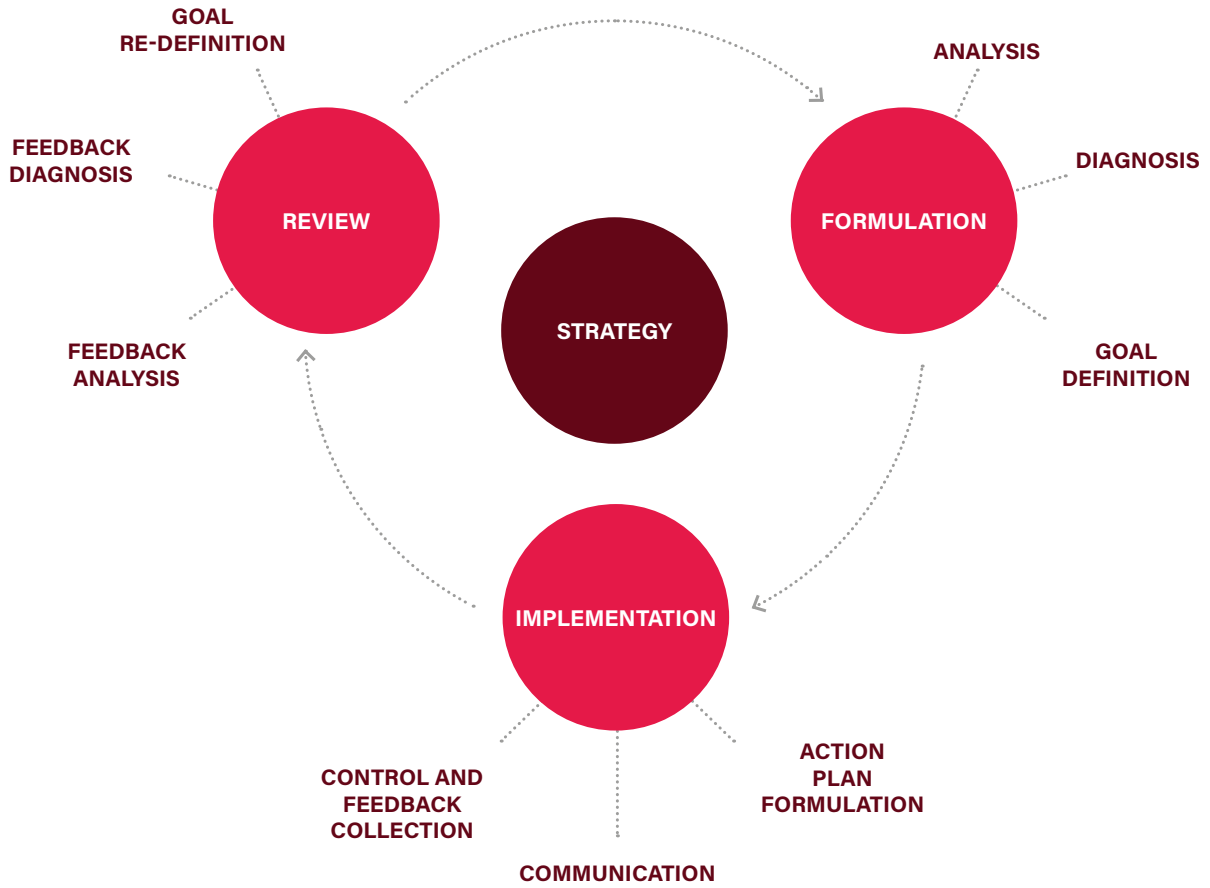 GOAL
RE-DEFINITION
ANALYSIS
FEEDBACK
DIAGNOSIS
DIAGNOSIS
REVIEW
FORMULATION
STRATEGY
FEEDBACK
ANALYSIS
GOAL
DEFINITION
IMPLEMENTATION
CONTROL AND
FEEDBACK
COLLECTION
ACTION
PLAN
FORMULATION
COMMUNICATION